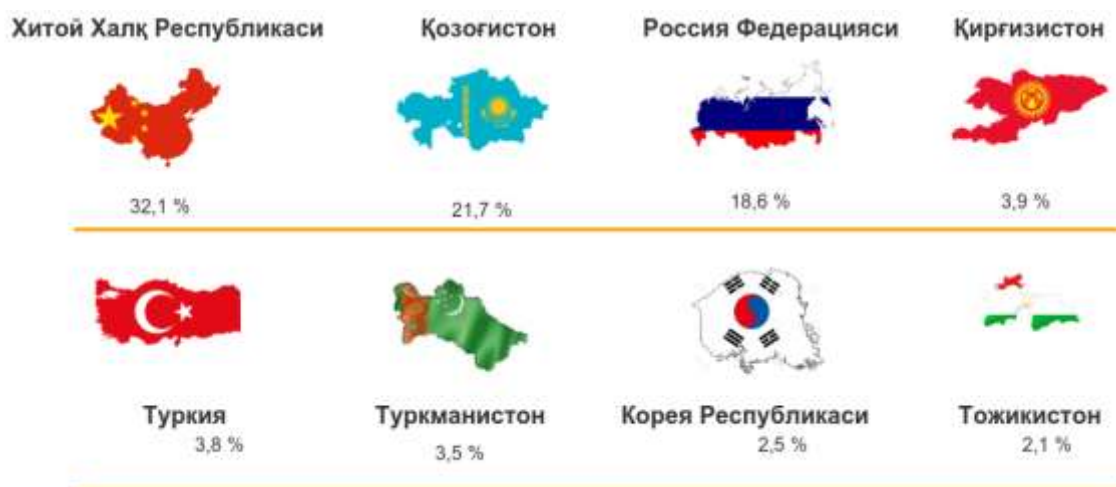 Хитой Халқ Республикаси Қозоғистон Россия Федерацияси Қирғизистон
32,1 % 21,7 % 18,6 % 3,9 %
Туркия Туркманистон Корея Республикаси Тожикистон
3,8 % 3,5 % 2,5 % 2,1 %